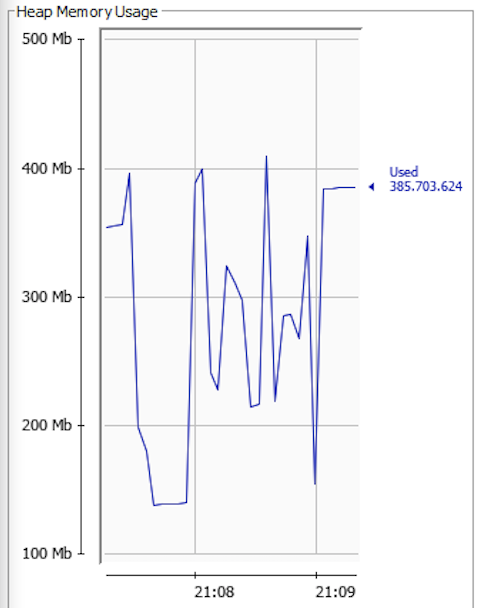 Heap Memory Usage
500 Mb
400 Mb
Used
385.703.624
300 Mb
200 Mb
100 Mb
21:08
21:09